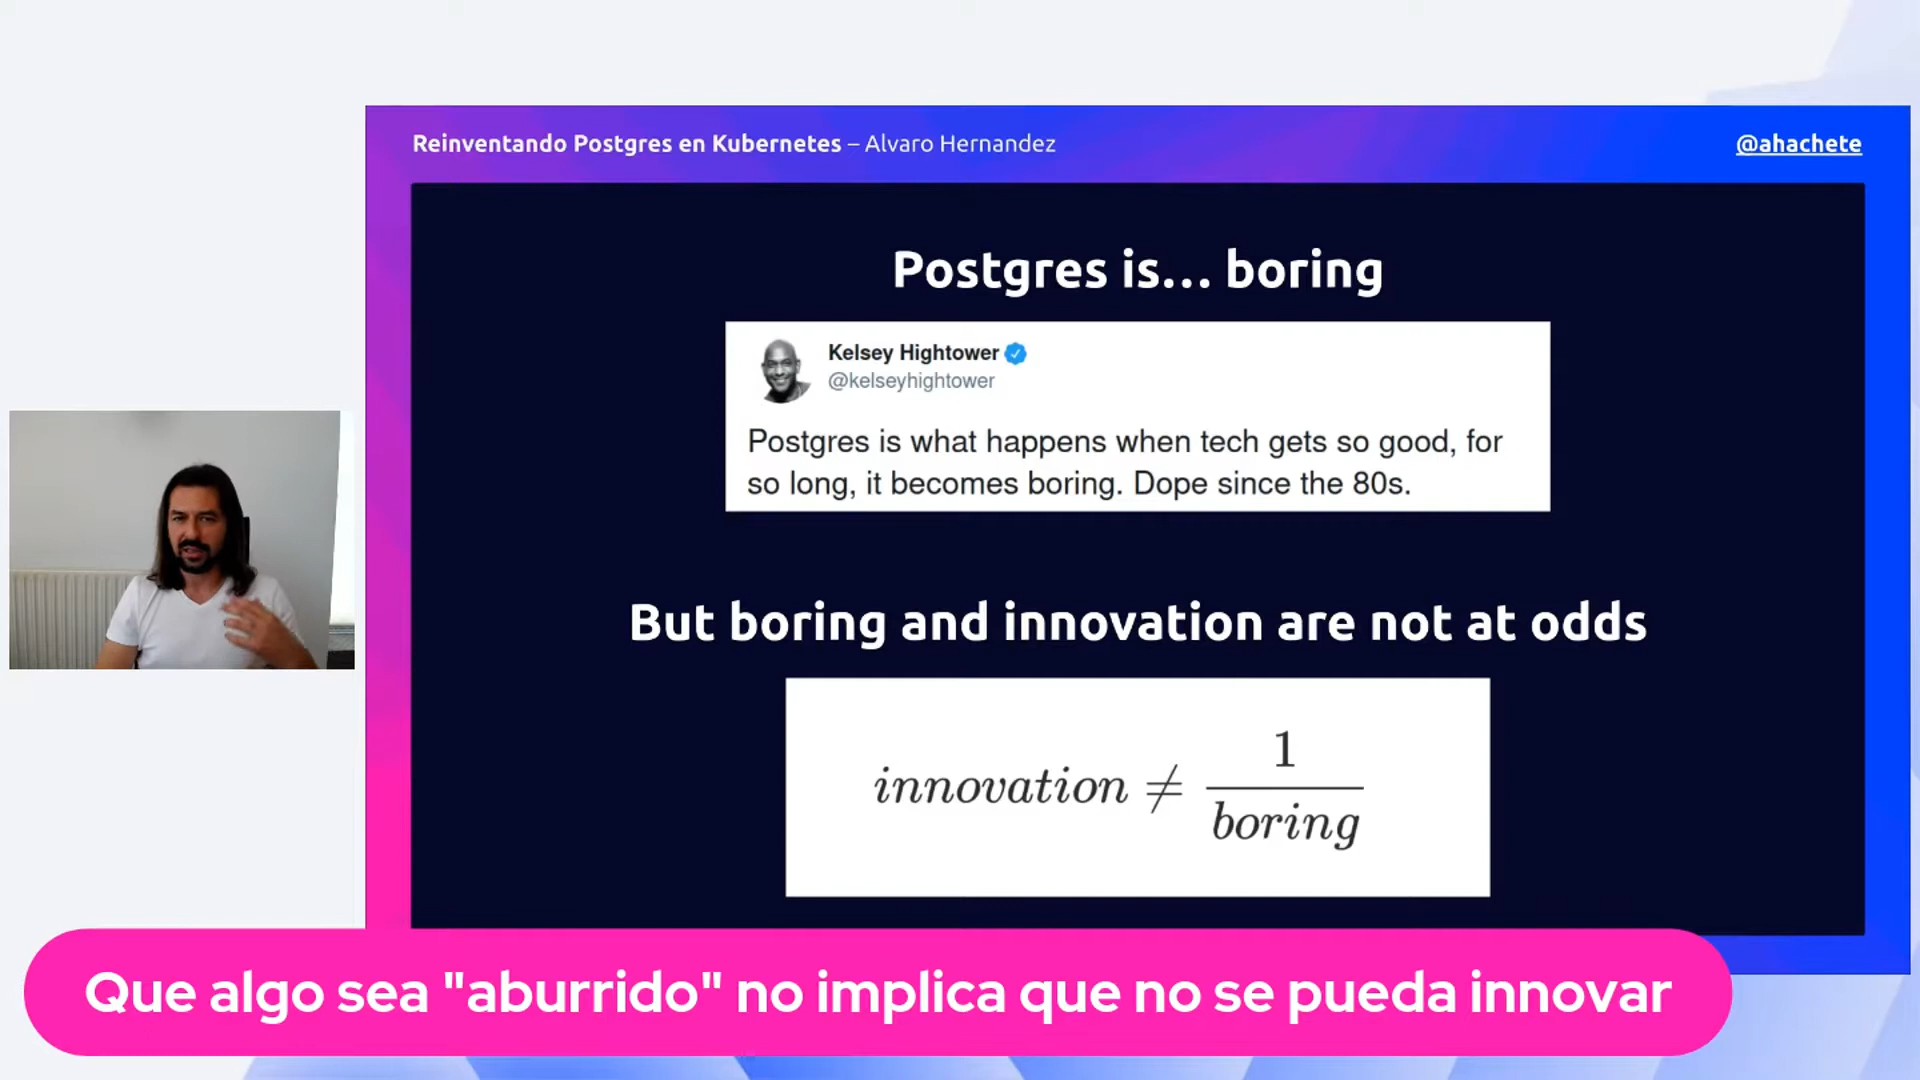 Reinventando Postgres en Kubernetes – Alvaro Hernandez
@ahachete
Postgres is... boring
Kelsey Hightower
@kelseyhightower
Postgres is what happens when tech gets so good, for
so long, it becomes boring. Dope since the 80s.
But boring and innovation are not at odds
innovation ≠ 1/boring
Que algo sea "aburrido" no implica que no se pueda innovar